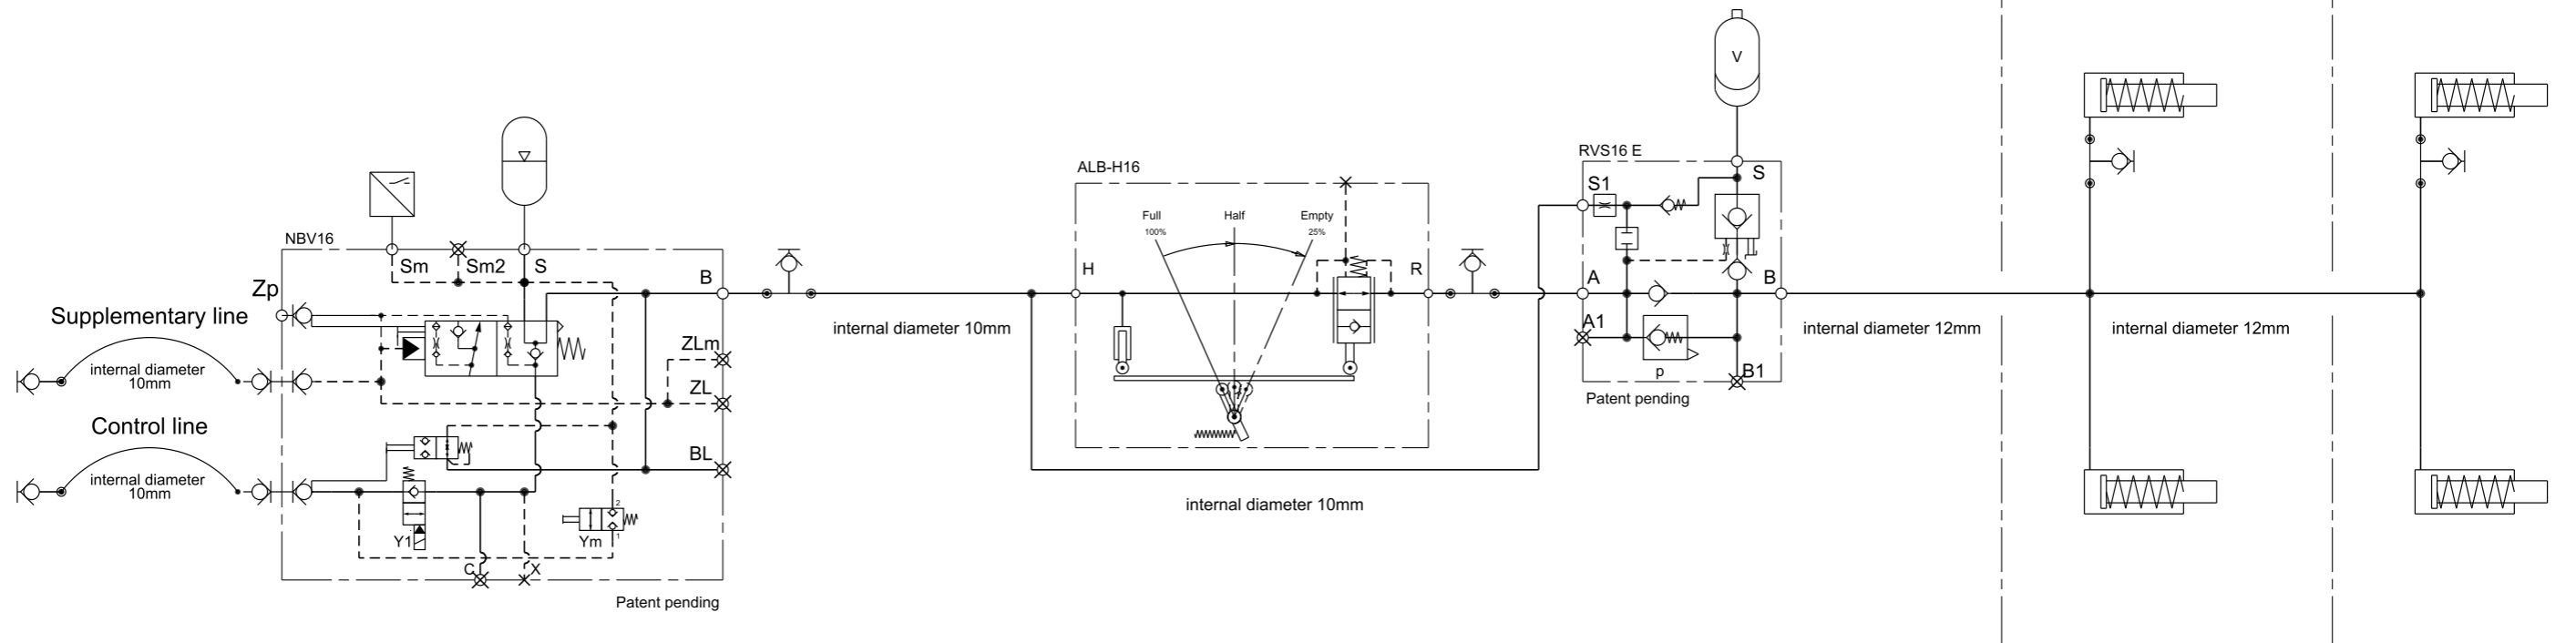 NBV16
Sm
Sm2
S
B
Zp
Supplementary line
internal diameter
10mm
ZLm
ZL
Control line
internal diameter
10mm
BL
Y1
Ym
2
1
C
X
Patent pending
internal diameter 10mm
ALB-H16
Full
100%
Half
Empty
25%
H
R
internal diameter 10mm
V
RVS16 E
S1
S
A
B
A1
p
B1
Patent pending
internal diameter 12mm
internal diameter 12mm